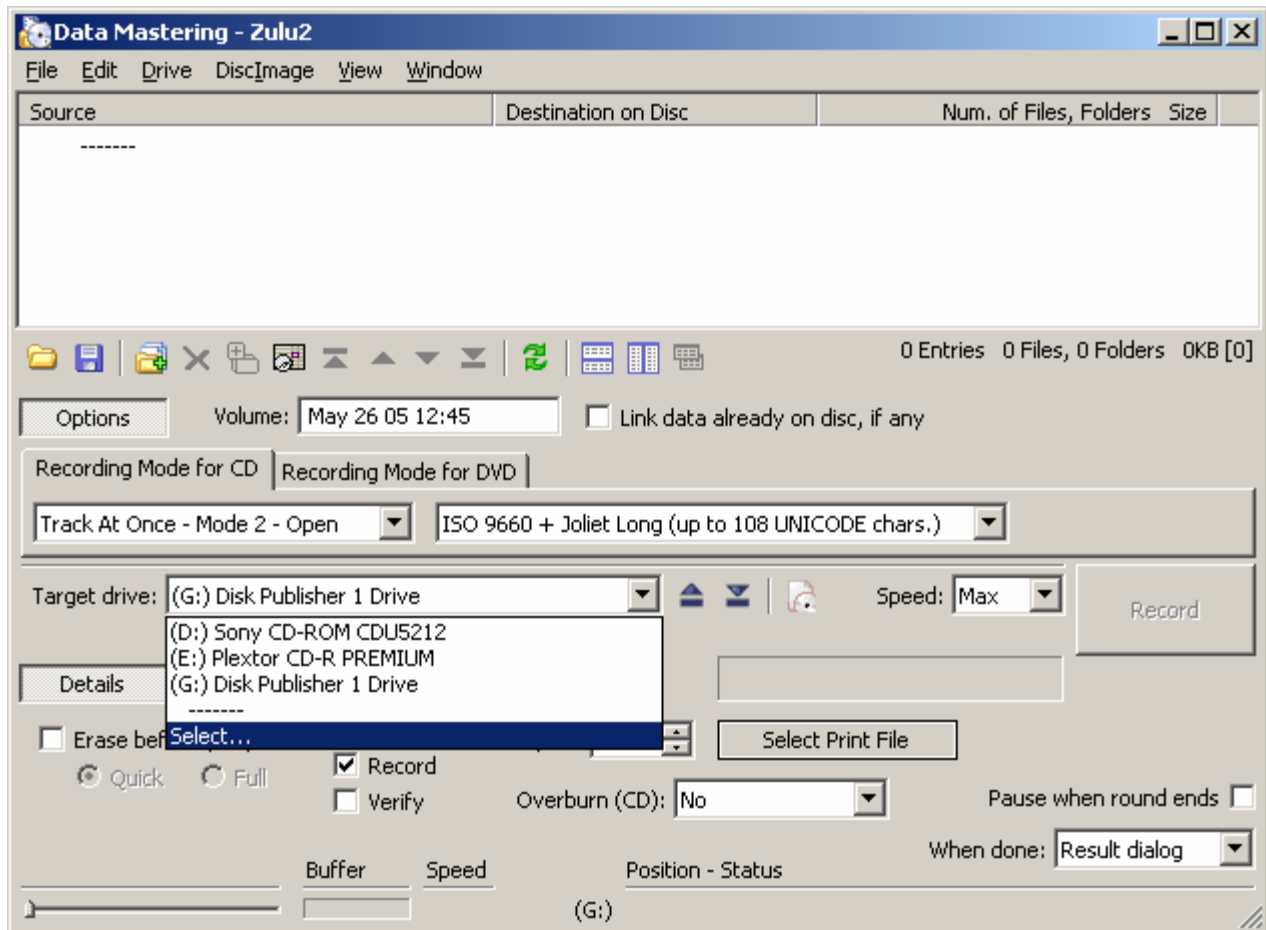 Data Mastering - Zulu2
File Edit Drive DiscImage View Window
Source Destination on Disc Num. of Files, Folders Size
-------
0 Entries 0 Files, 0 Folders 0KB [0]
Options Volume: May 26 05 12:45 Link data already on disc, if any
Recording Mode for CD Recording Mode for DVD
Track At Once - Mode 2 - Open ISO 9660 + Joliet Long (up to 108 UNICODE chars.)
Target drive: (G:) Disk Publisher 1 Drive Speed: Max Record
(D:) Sony CD-ROM CDU5212
(E:) Plextor CD-R PREMIUM
Details (G:) Disk Publisher 1 Drive
-------
Erase Select... Select Print File
Quick Full Record
Verify Overburn (CD): No Pause when round ends
When done: Result dialog
Buffer Speed Position - Status
(G:)